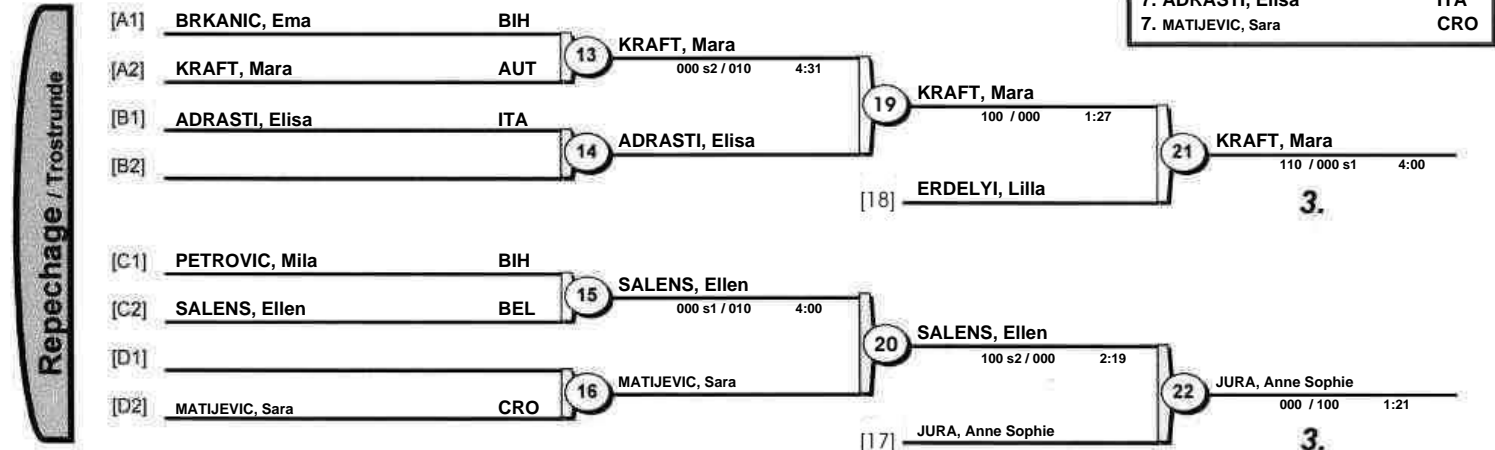 7. ADRASTI, Elisa ITA
7. MATIJEVIC, Sara CRO
Repechage / Trostrunde
[A1] BRKANIC, Ema BIH
13 KRAFT, Mara
000 s2 / 010 4:31
[A2] KRAFT, Mara AUT
19 KRAFT, Mara
100 / 000 1:27
[B1] ADRASTI, Elisa ITA
14 ADRASTI, Elisa
[B2]
21 KRAFT, Mara
110 / 000 s1 4:00
[18] ERDELYI, Lilla
3.
[C1] PETROVIC, Mila BIH
15 SALENS, Ellen
000 s1 / 010 4:00
[C2] SALENS, Ellen BEL
20 SALENS, Ellen
100 s2 / 000 2:19
[D1]
16 MATIJEVIC, Sara
[D2] MATIJEVIC, Sara CRO
22 JURA, Anne Sophie
000 / 100 1:21
[17] JURA, Anne Sophie
3.